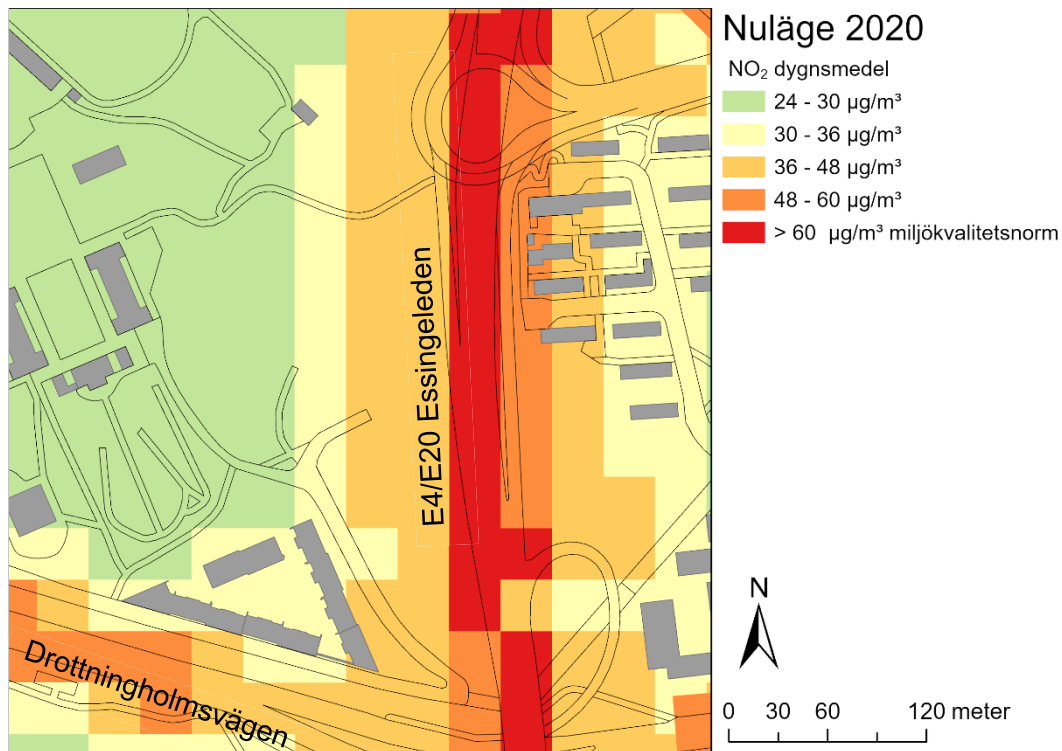 Nuläge 2020
NO₂ dygnsmedel
24 - 30 µg/m³
30 - 36 µg/m³
36 - 48 µg/m³
48 - 60 µg/m³
> 60 µg/m³ miljökvalitetsnorm
E4/E20 Essingeleden
Drottningholmsvägen
N
0 30 60 120 meter